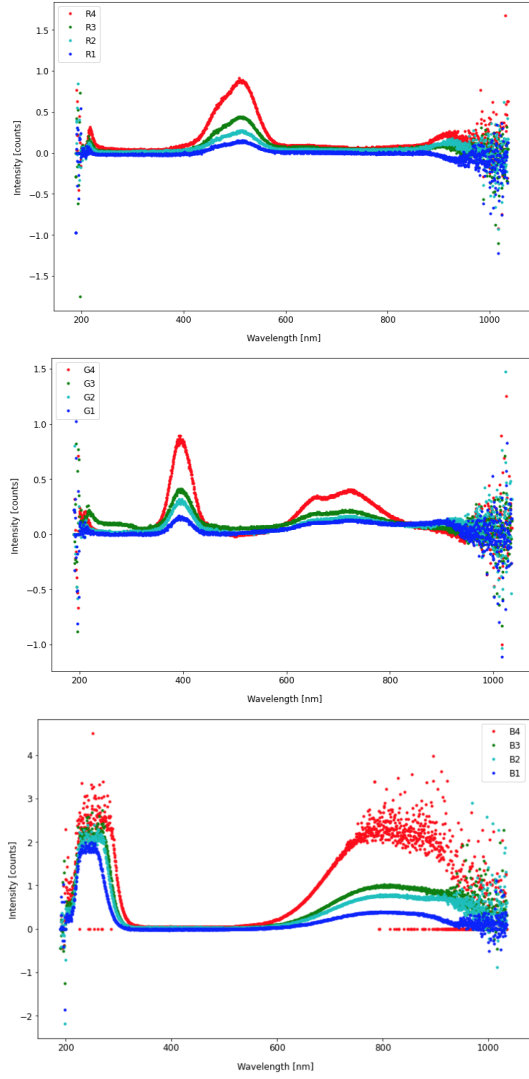 R4
R3
R2
R1
1.5
1.0
0.5
0.0
−0.5
−1.0
−1.5
Intensity [counts]
200 400 600 800 1000
Wavelength [nm]
G4
G3
G2
G1
1.5
1.0
0.5
0.0
−0.5
−1.0
Intensity [counts]
200 400 600 800 1000
Wavelength [nm]
B4
B3
B2
B1
4
3
2
1
0
−1
−2
Intensity [counts]
200 400 600 800 1000
Wavelength [nm]